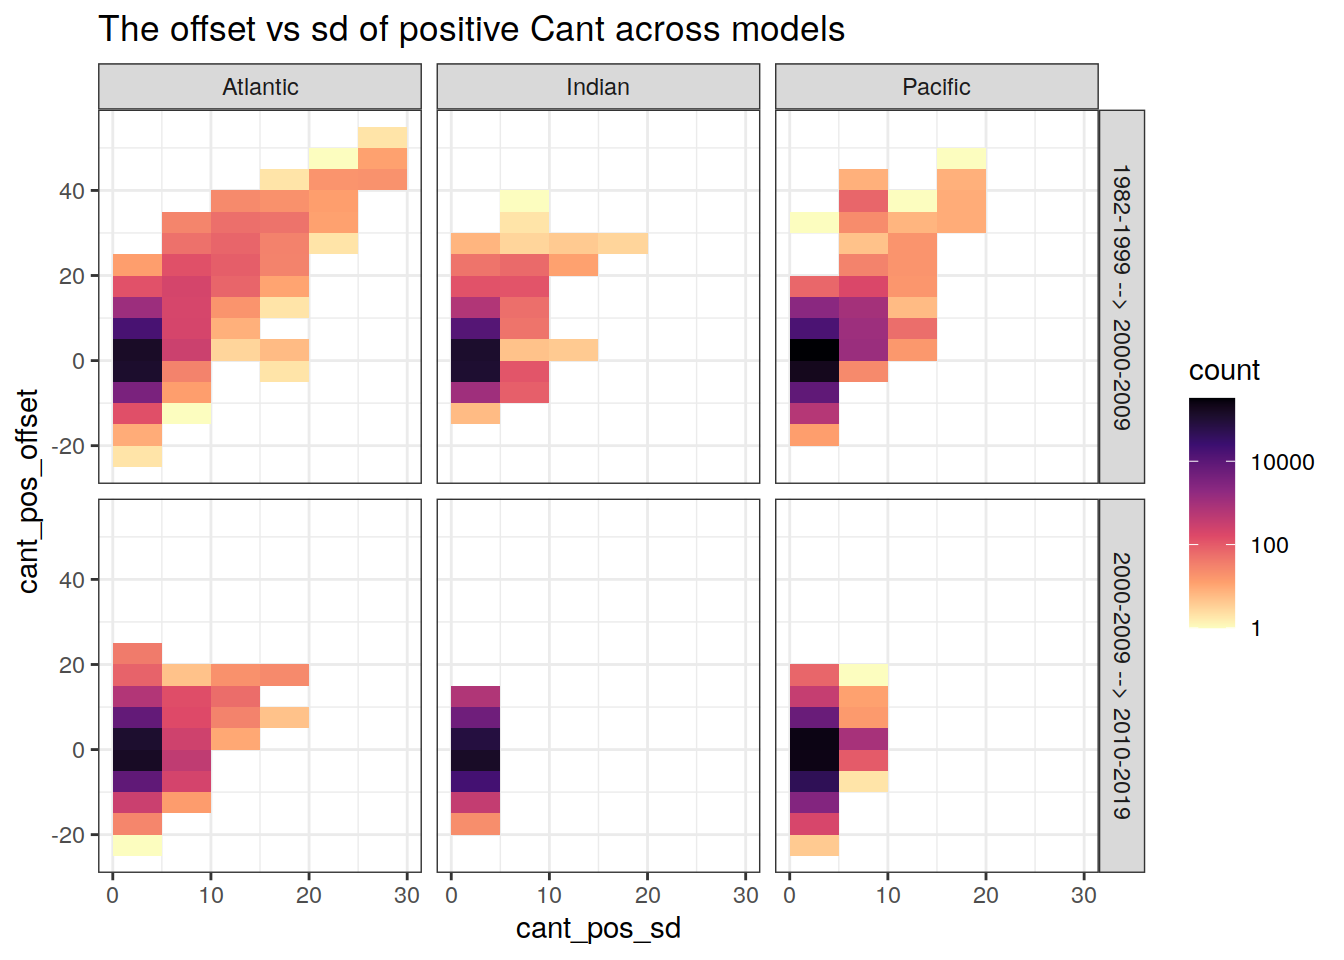 The offset vs sd of positive Cant across models
Atlantic
Indian
Pacific
40
20
0
-20
1982-1999 --> 2000-2009
40
20
0
-20
2000-2009 --> 2010-2019
cant_pos_offset
0 10 20 30
0 10 20 30
0 10 20 30
cant_pos_sd
count
10000
100
1